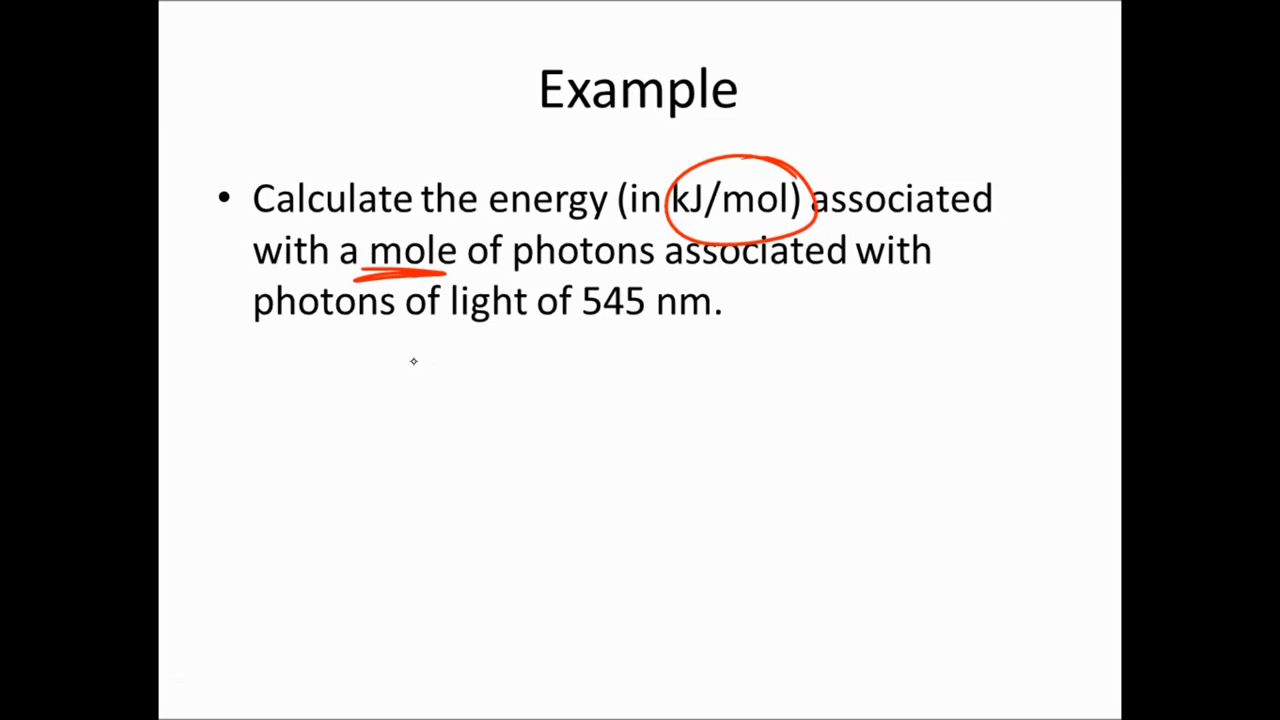 Example
• Calculate the energy (in kJ/mol) associated
with a mole of photons associated with
photons of light of 545 nm.